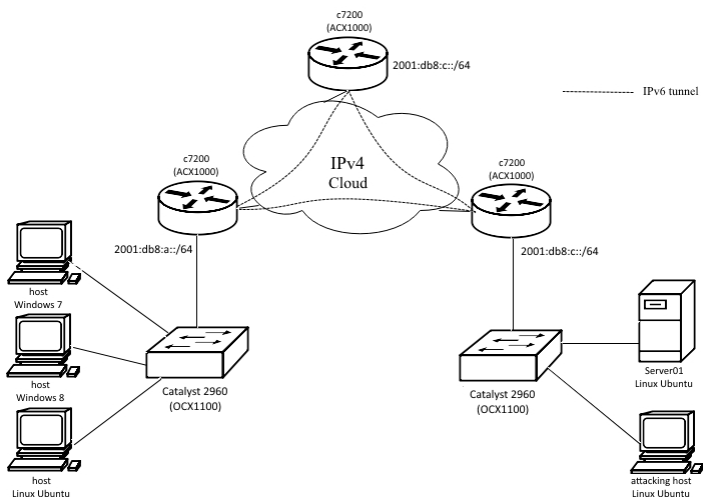 c7200
(ACX1000)
2001:db8:c::/64
IPv6 tunnel
IPv4
Cloud
c7200
(ACX1000)
c7200
(ACX1000)
2001:db8:a::/64
2001:db8:c::/64
host
Windows 7
host
Windows 8
host
Linux Ubuntu
Catalyst 2960
(OCX1100)
Catalyst 2960
(OCX1100)
Server01
Linux Ubuntu
attacking host
Linux Ubuntu